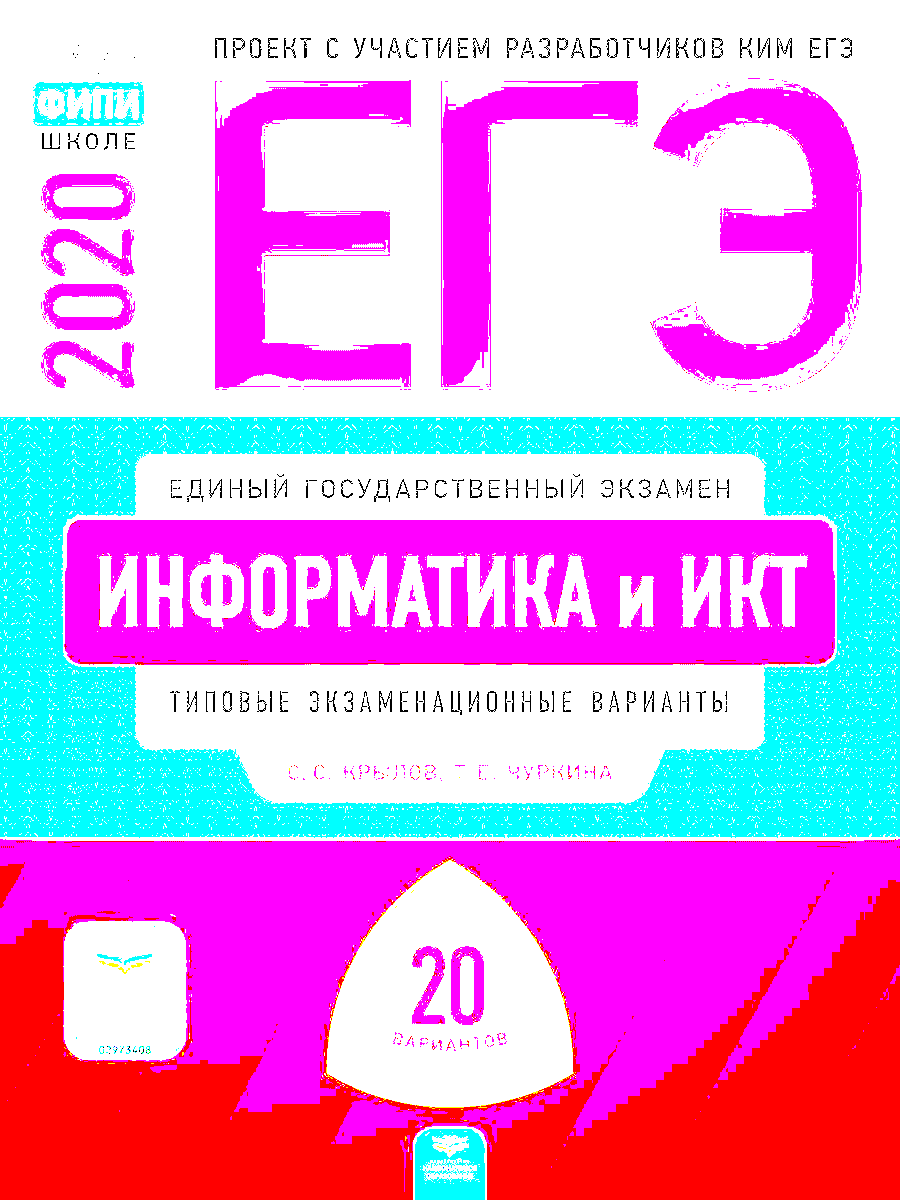 ПРОЕКТ С УЧАСТИЕМ РАЗРАБОТЧИКОВ КИМ ЕГЭ
ФИПИ
ШКОЛЕ
2020
ЕГЭ
ЕДИНЫЙ ГОСУДАРСТВЕННЫЙ ЭКЗАМЕН
ИНФОРМАТИКА и ИКТ
ТИПОВЫЕ ЭКЗАМЕНАЦИОННЫЕ ВАРИАНТЫ
С. С. КРЫЛОВ, Т. Е. ЧУРКИНА
20
ВАРИАНТОВ
02973408